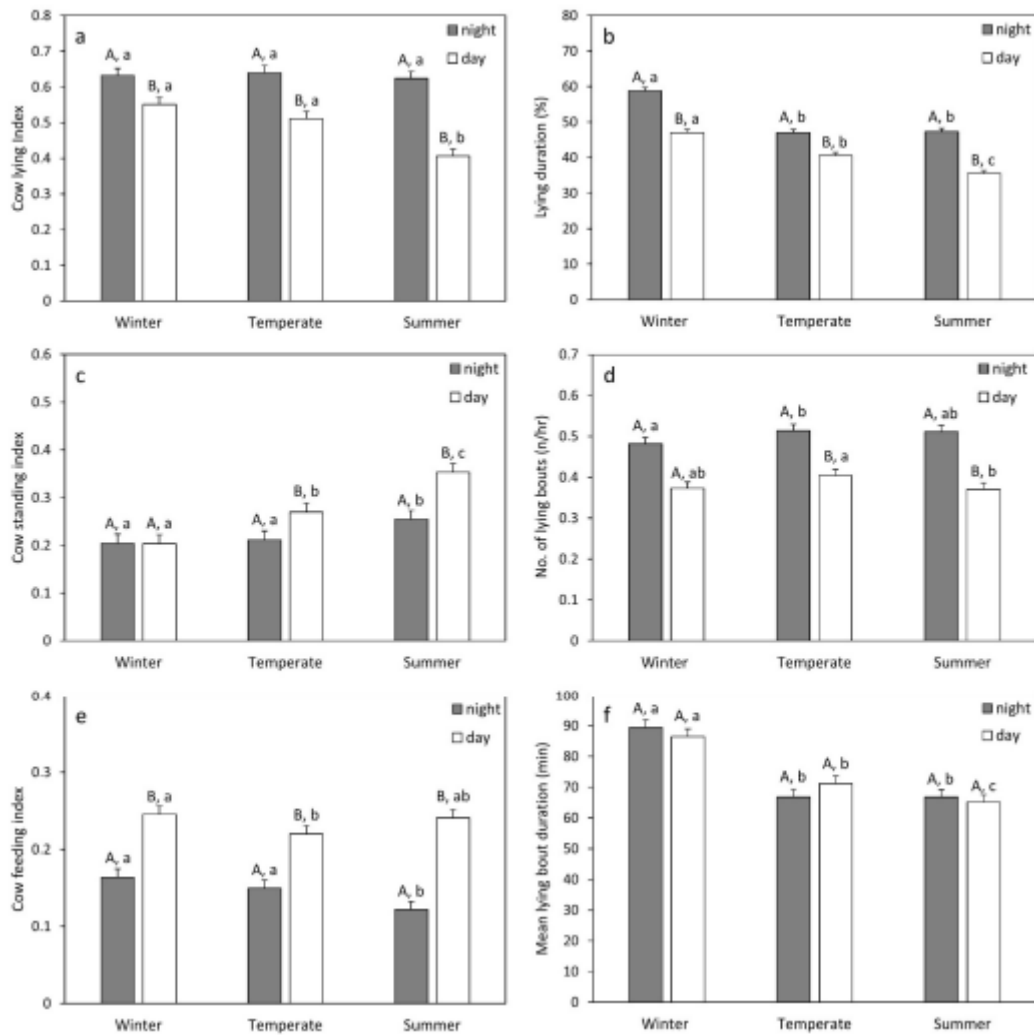 a
night
day
Cow lying Index
0.8
0.7
0.6
0.5
0.4
0.3
0.2
0.1
0
A, a
B, a
A, a
B, a
A, a
B, b
Winter Temperate Summer
b
night
day
Lying duration (%)
80
70
60
50
40
30
20
10
0
A, a
B, a
A, b
B, b
A, b
B, c
Winter Temperate Summer
c
night
day
Cow standing index
0.6
0.5
0.4
0.3
0.2
0.1
0
A, a
A, a
A, a
B, b
A, b
B, c
Winter Temperate Summer
d
night
day
No. of lying bouts (n/hr)
0.7
0.6
0.5
0.4
0.3
0.2
0.1
0
A, a
A, ab
A, b
B, a
A, ab
B, b
Winter Temperate Summer
e
night
day
Cow feeding index
0.4
0.3
0.2
0.1
0
A, a
B, a
A, a
B, b
A, b
B, ab
Winter Temperate Summer
f
night
day
Mean lying bout duration (min)
100
90
80
70
60
50
40
30
20
10
0
A, a
A, a
A, b
A, b
A, b
A, c
Winter Temperate Summer